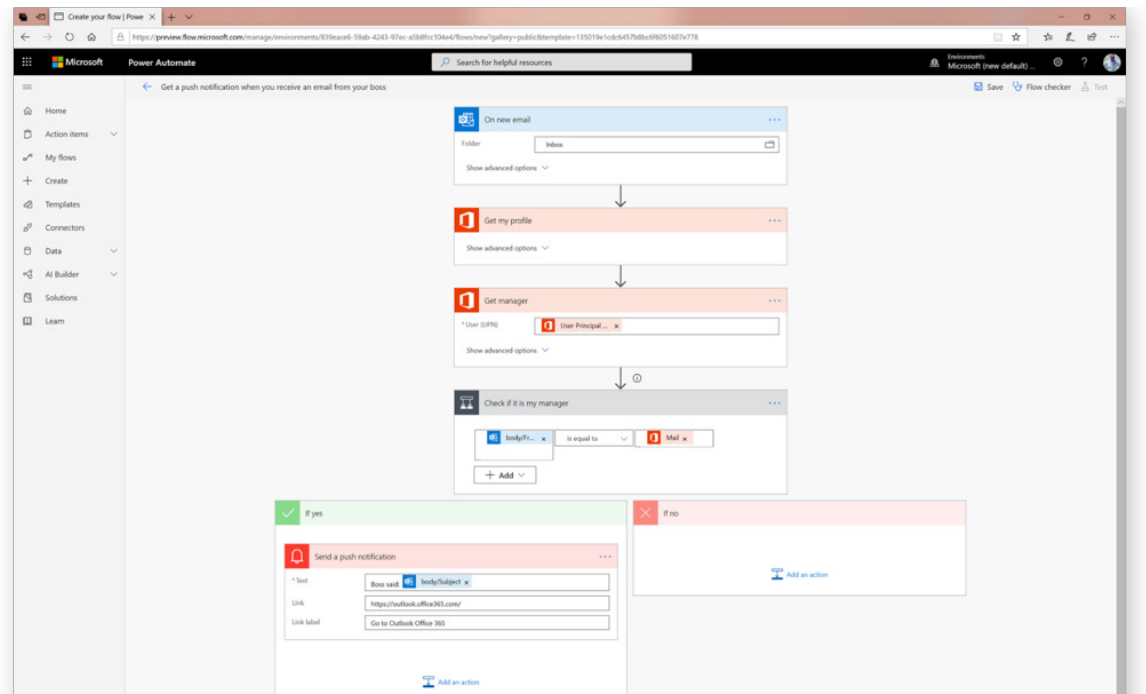 Create your flow | Powe
https://preview.flow.microsoft.com/manage/environments/839eace6-59ab-4243-97ec-a5b8fcc104e4/flows/new?gallery=public&template=135019e1cdc6457b8bc6f6051607e778
Microsoft Power Automate
Search for helpful resources
Environments
Microsoft (new default) ...
Get a push notification when you receive an email from your boss
Save Flow checker Test
Home
Action items
My flows
Create
Templates
Connectors
Data
AI Builder
Solutions
Learn
On new email
Folder Inbox
Show advanced options
Get my profile
Show advanced options
Get manager
* User (UPN) User Principal ... x
Show advanced options
Check if it is my manager
body/Fr... x is equal to Mail x
+ Add
If yes
Send a push notification
* Text Boss said: body/Subject x
Link https://outlook.office365.com/
Link label Go to Outlook Office 365
Add an action
If no
Add an action